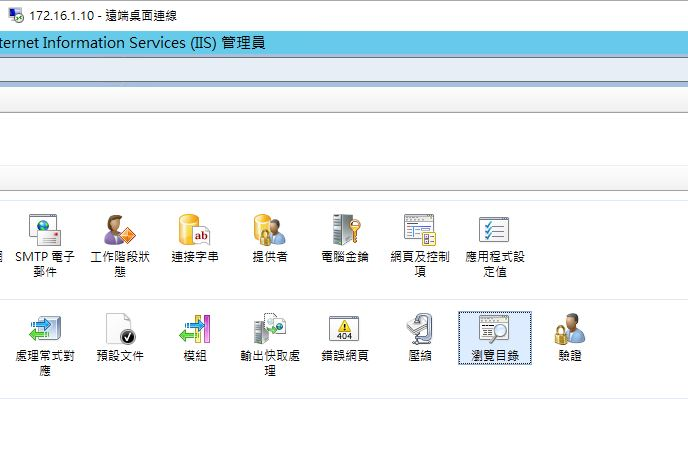 172.16.1.10 - 遠端桌面連線
ternet Information Services (IIS) 管理員
SMTP 電子
郵件
工作階段狀
態
連接字串
提供者
電腦金鑰
網頁及控制
項
應用程式設
定值
處理常式對
應
預設文件
模組
輸出快取處
理
404
錯誤網頁
壓縮
瀏覽目錄
驗證
ab